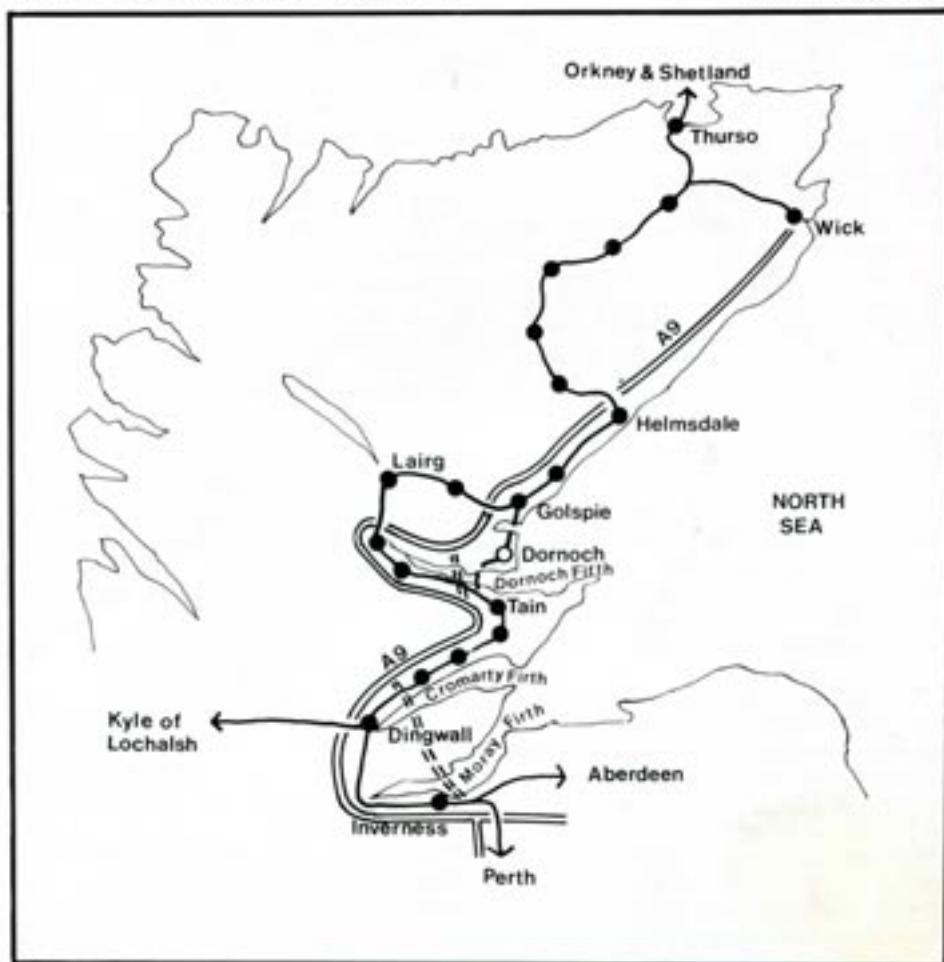 Orkney & Shetland
Thurso
Wick
A9
Helmsdale
Lairg
NORTH
SEA
Golspie
Dornoch
Dornoch Firth
Tain
A9
Cromarty Firth
Kyle of
Lochalsh
Dingwall
Moray Firth
Aberdeen
Inverness
Perth